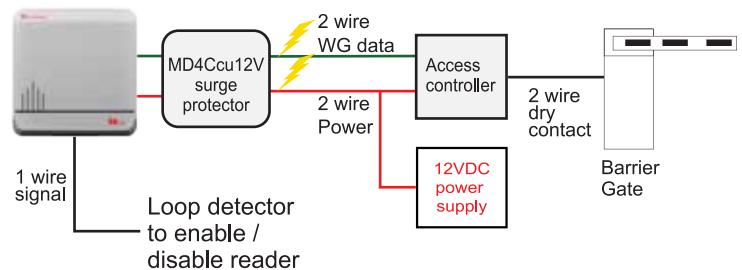 2 wire
WG data
MD4Ccu12V
surge
protector
Access
controller
2 wire
Power
2 wire
dry
contact
1 wire
signal
12VDC
power
supply
Barrier
Gate
Loop detector
to enable /
disable reader